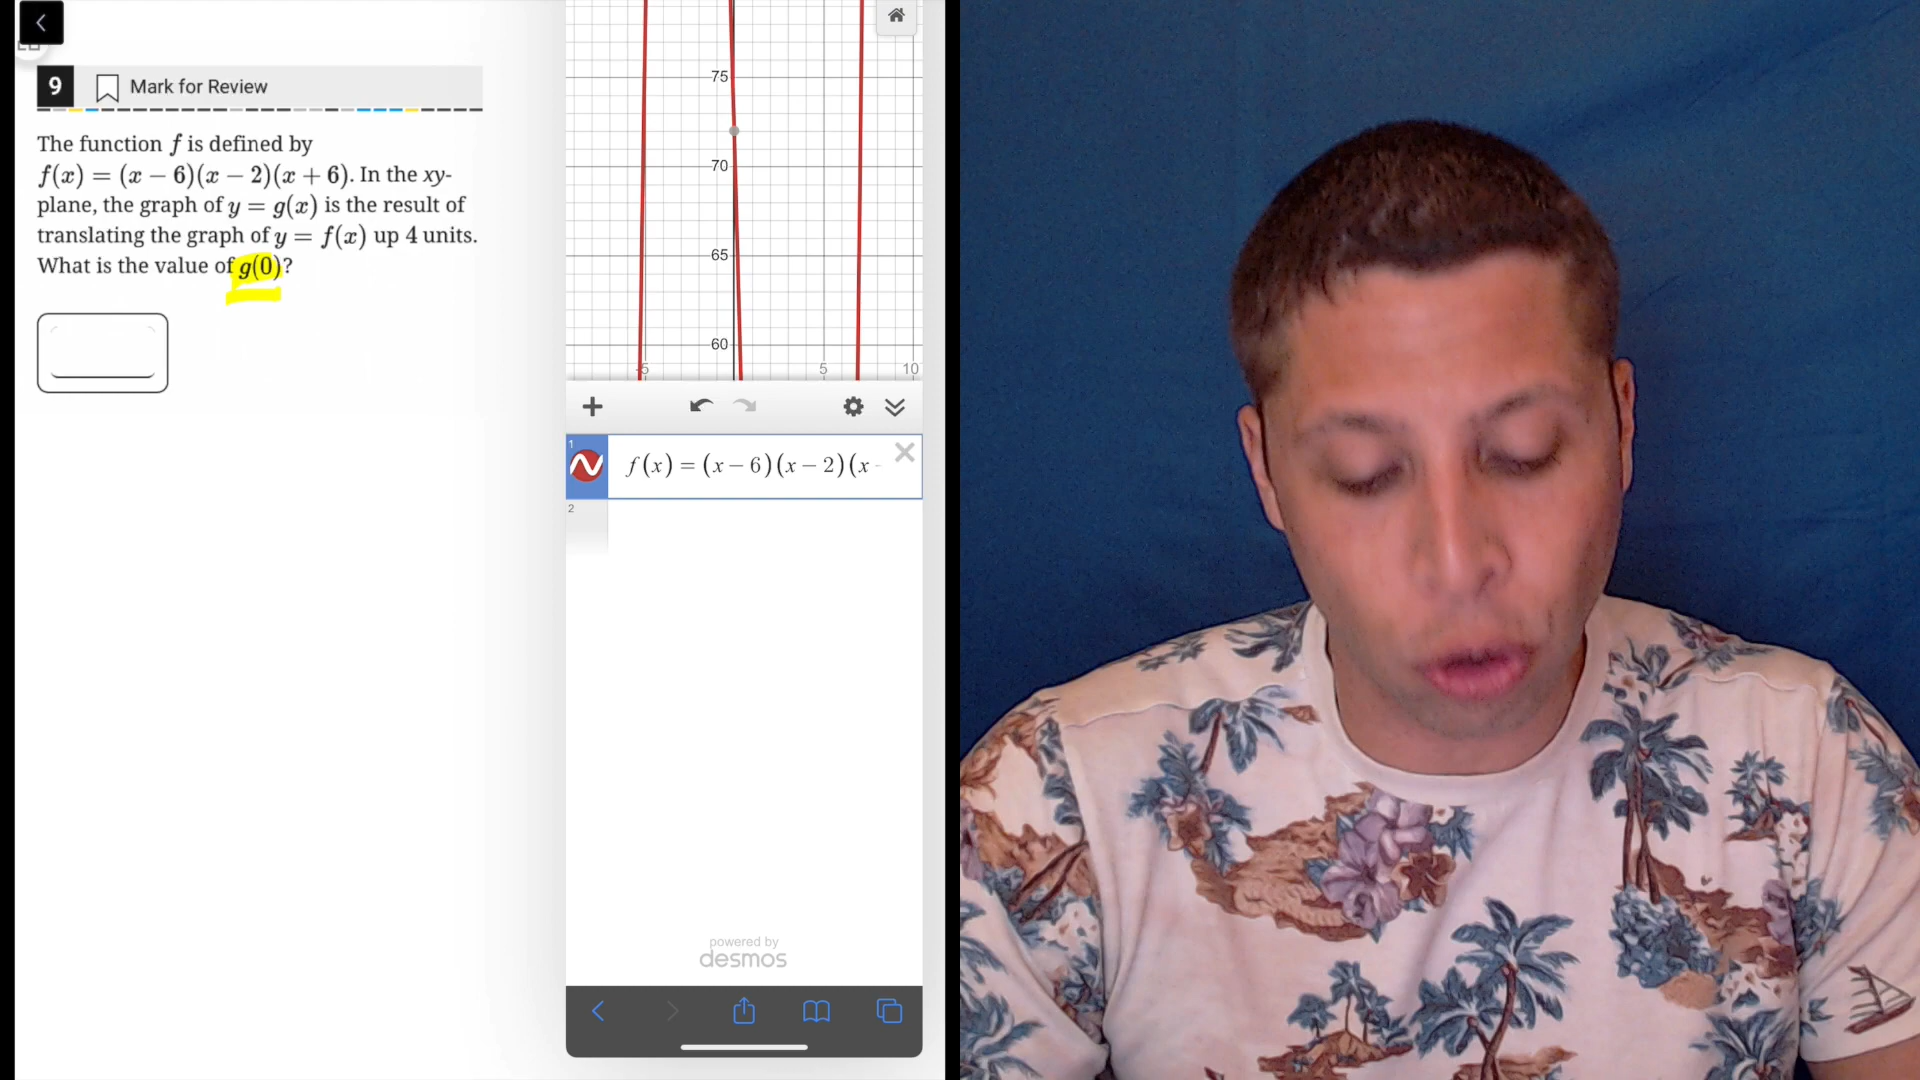 9 Mark for Review
The function f is defined by
f(x) = (x − 6)(x − 2)(x + 6). In the xy-
plane, the graph of y = g(x) is the result of
translating the graph of y = f(x) up 4 units.
What is the value of g(0)?
75
70
65
60
-5 5 10
1
f(x) = (x − 6)(x − 2)(x
2
powered by
desmos